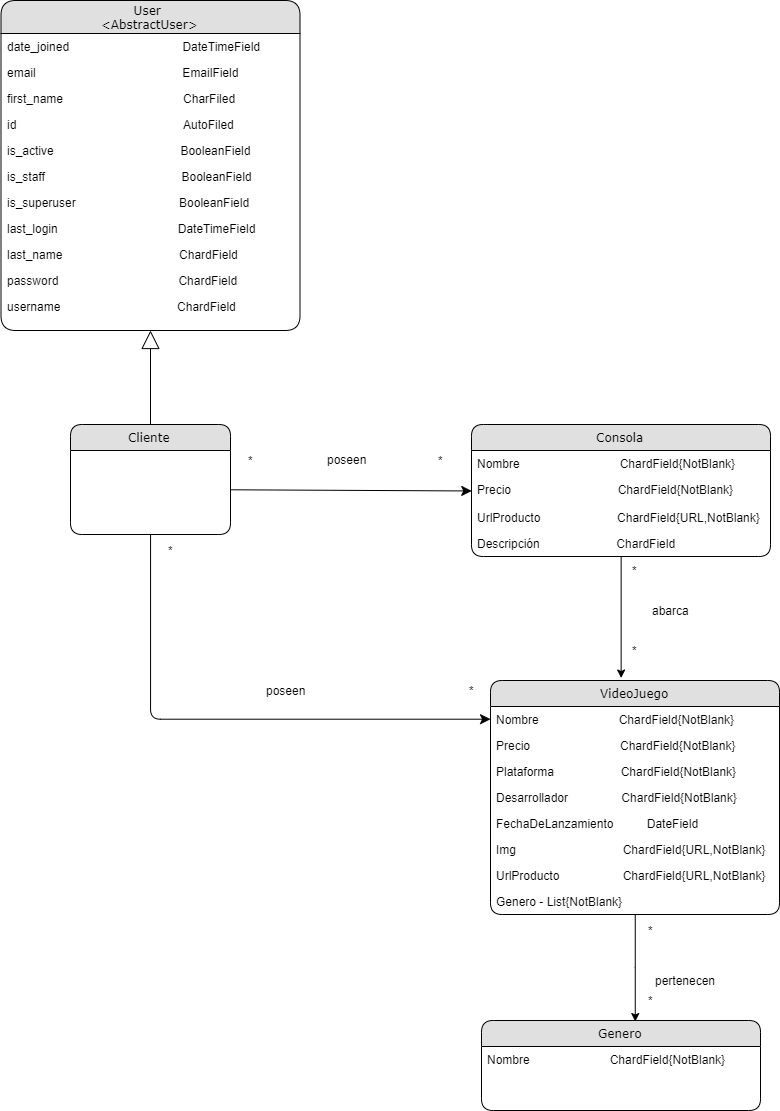 User
<AbstractUser>
date_joined DateTimeField
email EmailField
first_name CharFiled
id AutoFiled
is_active BooleanField
is_staff BooleanField
is_superuser BooleanField
last_login DateTimeField
last_name ChardField
password ChardField
username ChardField
Cliente
* poseen *
Consola
Nombre ChardField{NotBlank}
Precio ChardField{NotBlank}
UrlProducto ChardField{URL,NotBlank}
Descripción ChardField
*
*
abarca
*
poseen *
VideoJuego
Nombre ChardField{NotBlank}
Precio ChardField{NotBlank}
Plataforma ChardField{NotBlank}
Desarrollador ChardField{NotBlank}
FechaDeLanzamiento DateField
Img ChardField{URL,NotBlank}
UrlProducto ChardField{URL,NotBlank}
Genero - List{NotBlank}
*
pertenecen
*
Genero
Nombre ChardField{NotBlank}